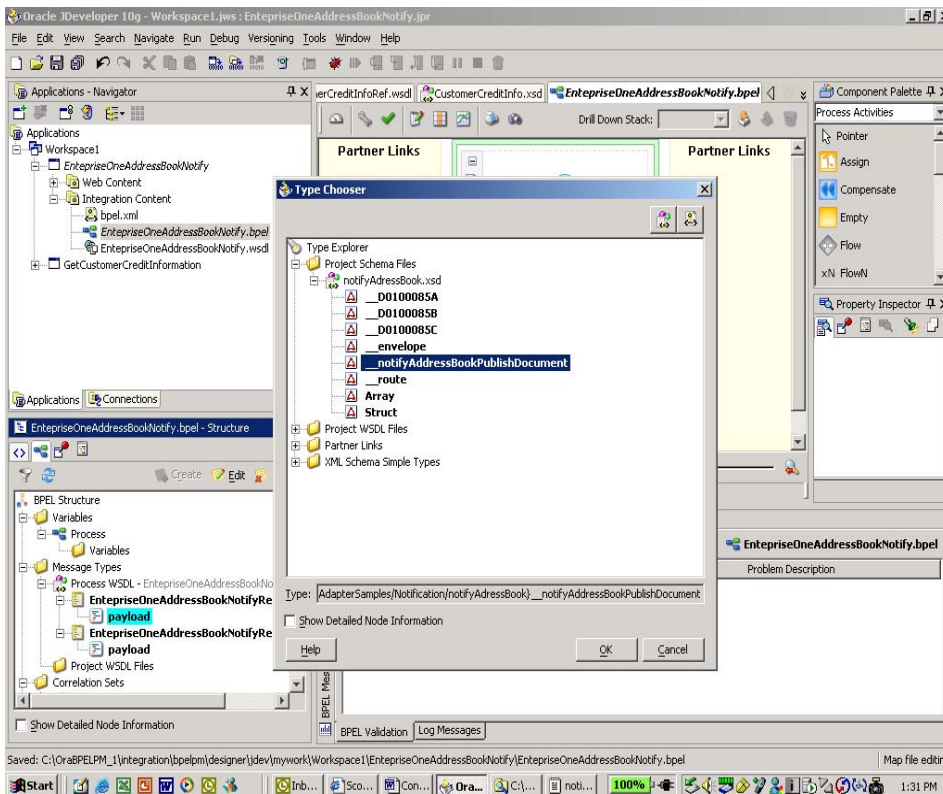 Oracle JDeveloper 10g - Workspace1.jws : EntepriseOneAddressBookNotify.jpr
File Edit View Search Navigate Run Debug Versioning Tools Window Help
Applications - Navigator
erCreditInfoRef.wsdl CustomerCreditInfo.xsd EntepriseOneAddressBookNotify.bpel
Component Palette
Drill Down Stack:
Process Activities
Applications
Workspace1
EntepriseOneAddressBookNotify
Web Content
Integration Content
bpel.xml
EntepriseOneAddressBookNotify.bpel
EntepriseOneAddressBookNotify.wsdl
GetCustomerCreditInformation
Partner Links
Partner Links
Pointer
Assign
Compensate
Empty
Flow
xN FlowN
Property Inspector
Type Chooser
Type Explorer
Project Schema Files
notifyAdressBook.xsd
__D0100085A
__D0100085B
__D0100085C
__envelope
__notifyAddressBookPublishDocument
__route
Array
Struct
Project WSDL Files
Partner Links
XML Schema Simple Types
Type: AdapterSamples/Notification/notifyAdressBook}__notifyAddressBookPublishDocument
Show Detailed Node Information
Help OK Cancel
Applications Connections
EntepriseOneAddressBookNotify.bpel - Structure
Create Edit
BPEL Structure
Variables
Process
Variables
Message Types
Process WSDL - EntepriseOneAddressBookNo
EntepriseOneAddressBookNotifyRe
payload
EntepriseOneAddressBookNotifyRe
payload
Project WSDL Files
Correlation Sets
Show Detailed Node Information
EntepriseOneAddressBookNotify.bpel
Problem Description
BPEL Mes
BPEL Validation Log Messages
Saved: C:\OraBPELPM_1\integration\bpelpm\designer\jdev\mywork\Workspace1\EntepriseOneAddressBookNotify\EntepriseOneAddressBookNotify.bpel
Map file editin
Start Inb... Sco... Con... Ora... C:\... noti... 100% 1:31 PM